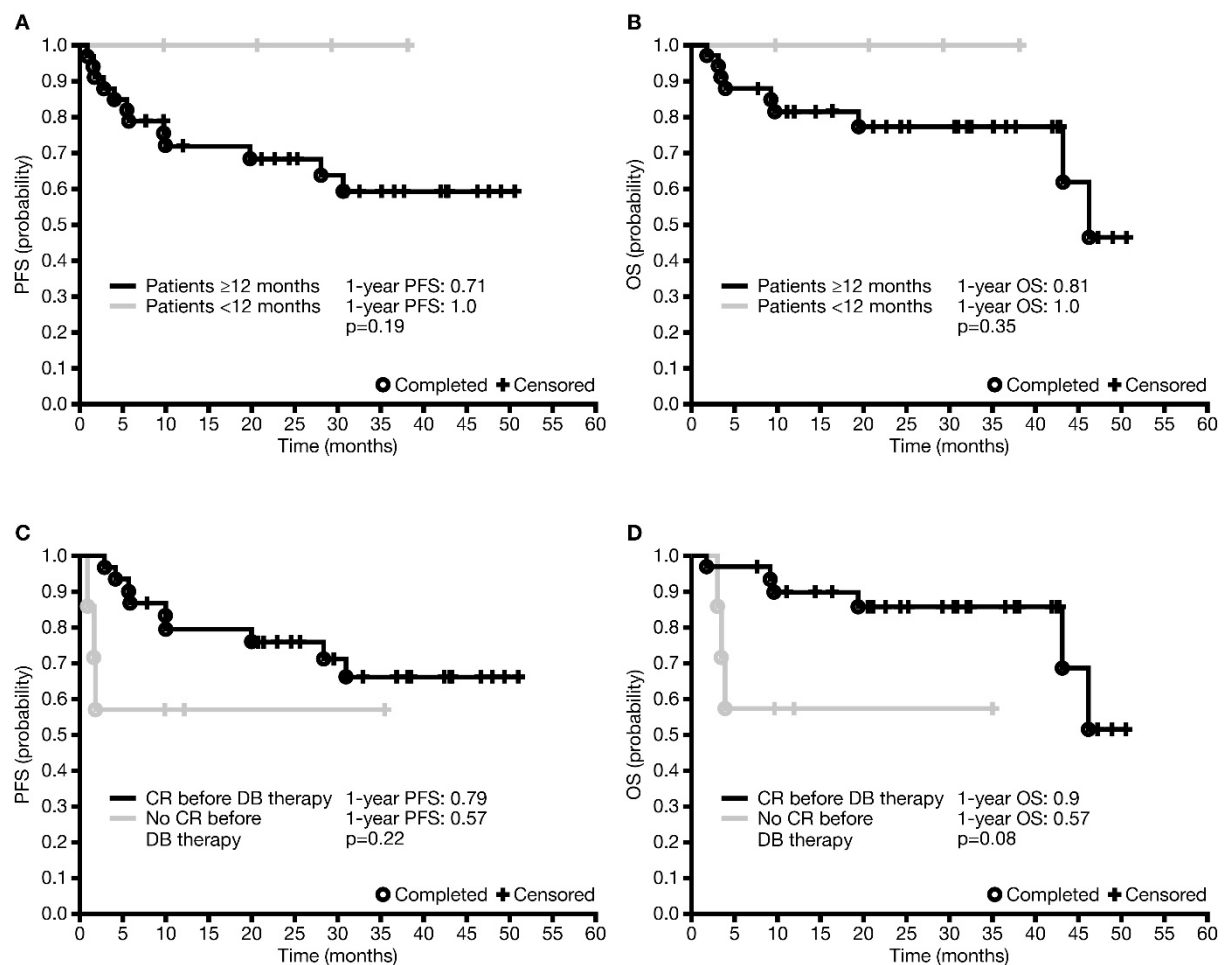 A
1.0
0.9
0.8
0.7
0.6
0.5
0.4
0.3
0.2
0.1
0.0
PFS (probability)
Patients ≥12 months 1-year PFS: 0.71
Patients <12 months 1-year PFS: 1.0
p=0.19
Completed Censored
0 5 10 15 20 25 30 35 40 45 50 55 60
Time (months)
B
1.0
0.9
0.8
0.7
0.6
0.5
0.4
0.3
0.2
0.1
0.0
OS (probability)
Patients ≥12 months 1-year OS: 0.81
Patients <12 months 1-year OS: 1.0
p=0.35
Completed Censored
0 5 10 15 20 25 30 35 40 45 50 55 60
Time (months)
C
1.0
0.9
0.8
0.7
0.6
0.5
0.4
0.3
0.2
0.1
0.0
PFS (probability)
CR before DB therapy 1-year PFS: 0.79
No CR before 1-year PFS: 0.57
DB therapy p=0.22
Completed Censored
0 5 10 15 20 25 30 35 40 45 50 55 60
Time (months)
D
1.0
0.9
0.8
0.7
0.6
0.5
0.4
0.3
0.2
0.1
0.0
OS (probability)
CR before DB therapy 1-year OS: 0.9
No CR before 1-year OS: 0.57
DB therapy p=0.08
Completed Censored
0 5 10 15 20 25 30 35 40 45 50 55 60
Time (months)